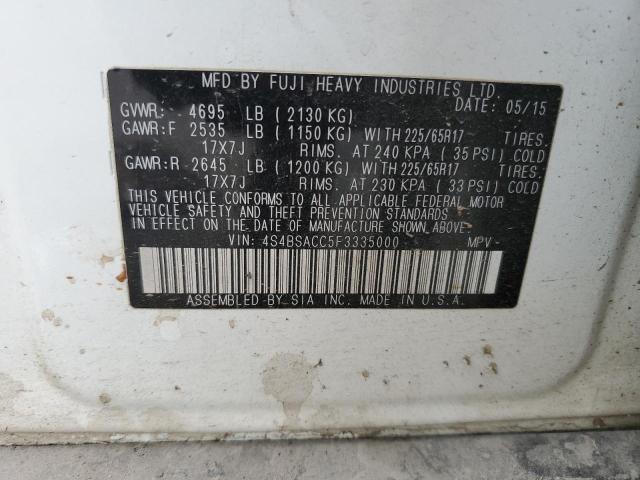 MFD BY FUJI HEAVY INDUSTRIES LTD.
DATE: 05/15
GVWR: 4695 LB (2130 KG)
GAWR:F 2535 LB (1150 KG) WITH 225/65R17 TIRES.
17X7J RIMS. AT 240 KPA (35 PSI) COLD
GAWR:R 2645 LB (1200 KG) WITH 225/65R17 TIRES.
17X7J RIMS. AT 230 KPA (33 PSI) COLD
THIS VEHICLE CONFORMS TO ALL APPLICABLE FEDERAL MOTOR
VEHICLE SAFETY AND THEFT PREVENTION STANDARDS
IN EFFECT ON THE DATE OF MANUFACTURE SHOWN ABOVE.
VIN: 4S4BSACC5F3335000 MPV
ASSEMBLED BY SIA INC. MADE IN U.S.A.